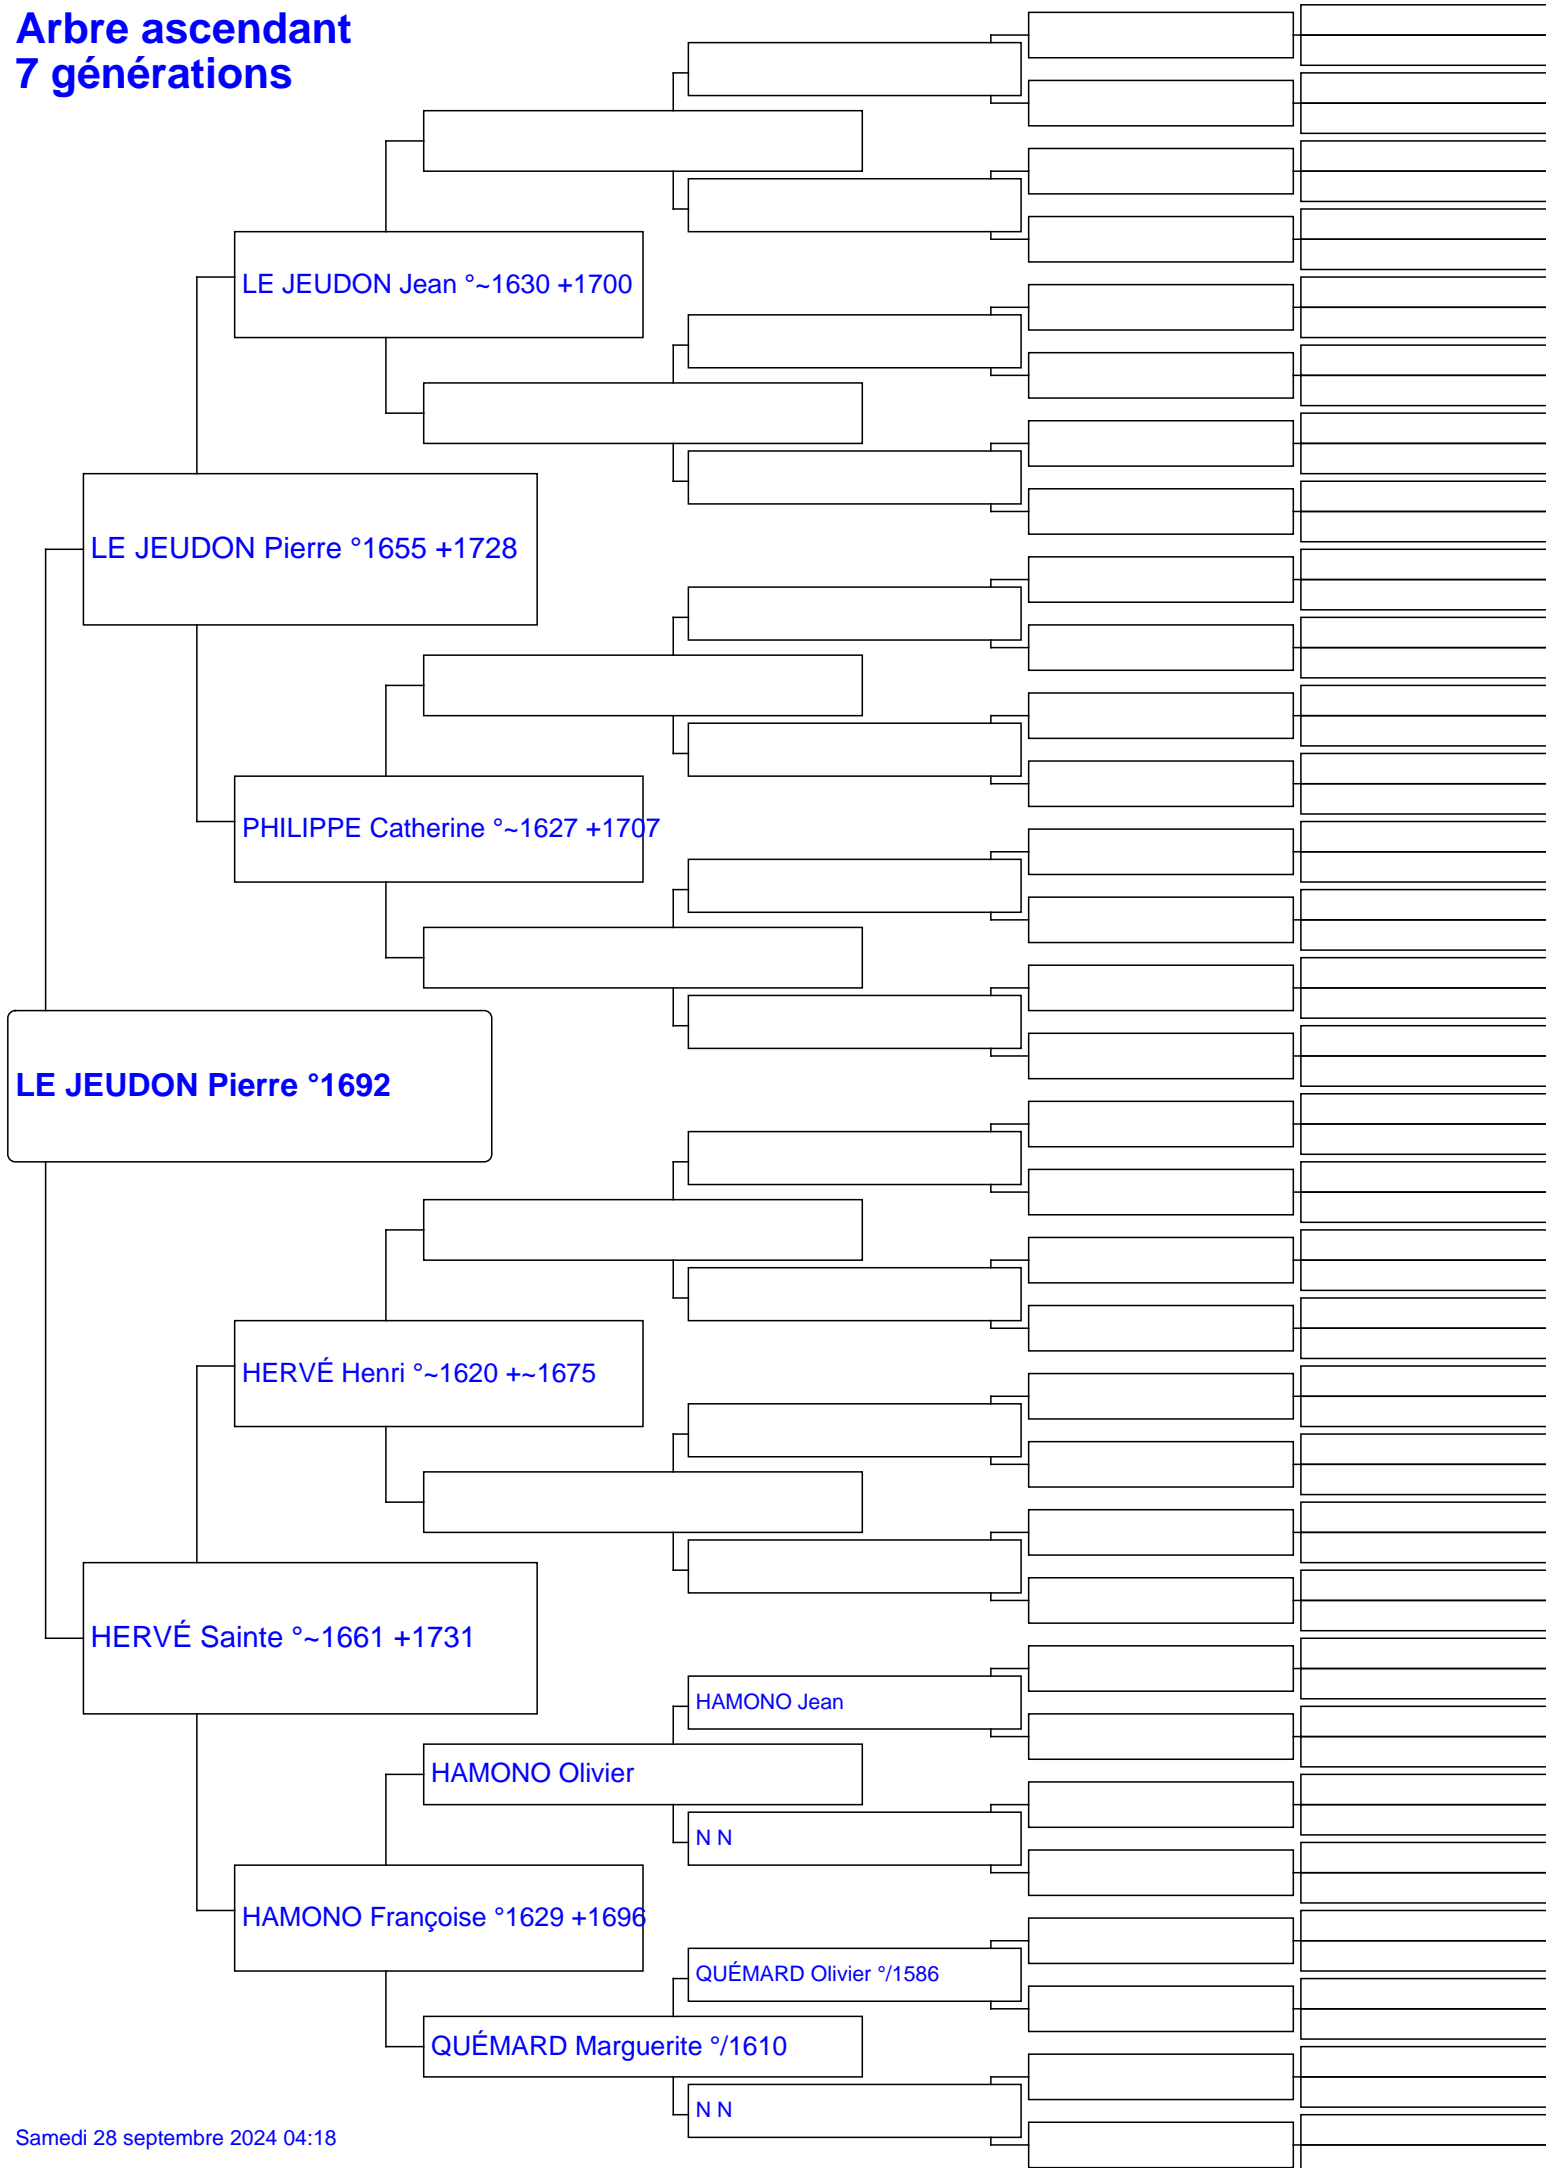 Arbre ascendant
7 générations
LE JEUDON Jean °~1630 +1700
LE JEUDON Pierre °1655 +1728
PHILIPPE Catherine °~1627 +1707
LE JEUDON Pierre °1692
HERVÉ Henri °~1620 +~1675
HERVÉ Sainte °~1661 +1731
HAMONO Jean
HAMONO Olivier
N N
HAMONO Françoise °1629 +1696
QUÉMARD Olivier °/1586
QUÉMARD Marguerite °/1610
N N
Samedi 28 septembre 2024 04:18